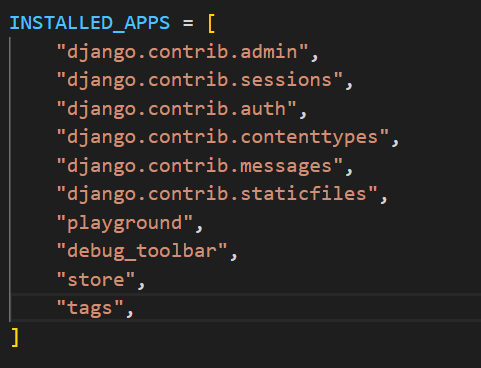 INSTALLED_APPS = [
    "django.contrib.admin",
    "django.contrib.sessions",
    "django.contrib.auth",
    "django.contrib.contenttypes",
    "django.contrib.messages",
    "django.contrib.staticfiles",
    "playground",
    "debug_toolbar",
    "store",
    "tags",
]